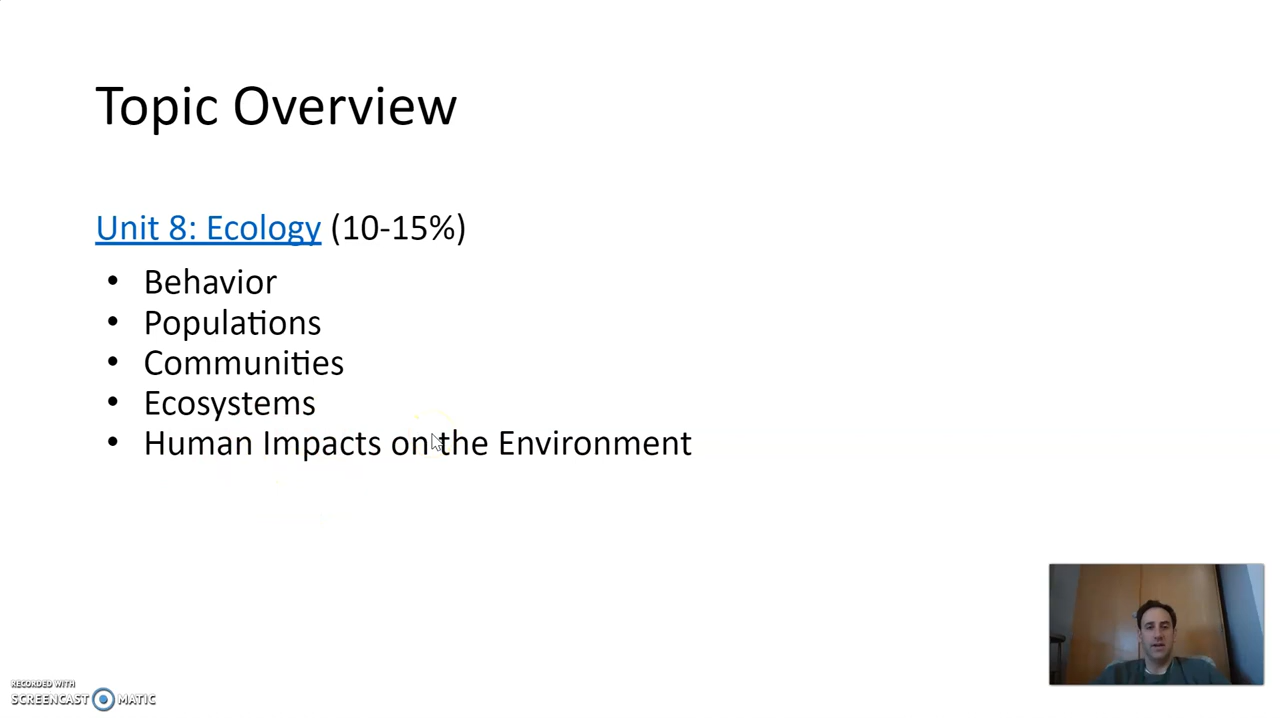 Topic Overview
Unit 8: Ecology (10-15%)
• Behavior
• Populations
• Communities
• Ecosystems
• Human Impacts on the Environment
RECORDED WITH
SCREENCAST MATIC